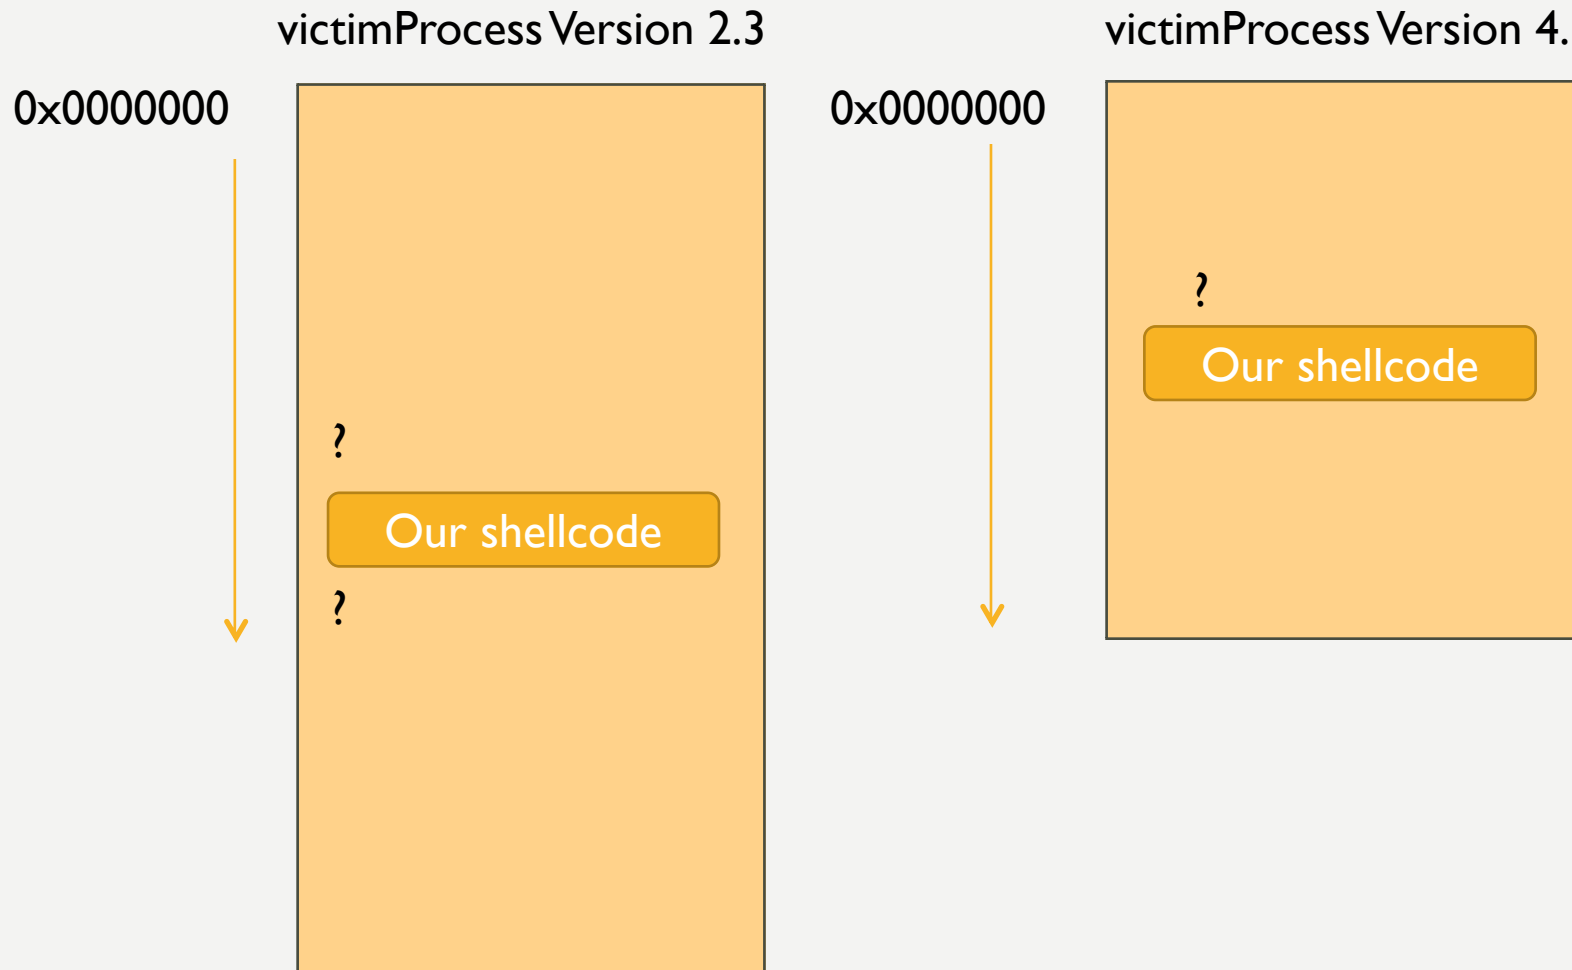 victimProcess Version 2.3
0x0000000
?
Our shellcode
?
victimProcess Version 4.
0x0000000
?
Our shellcode